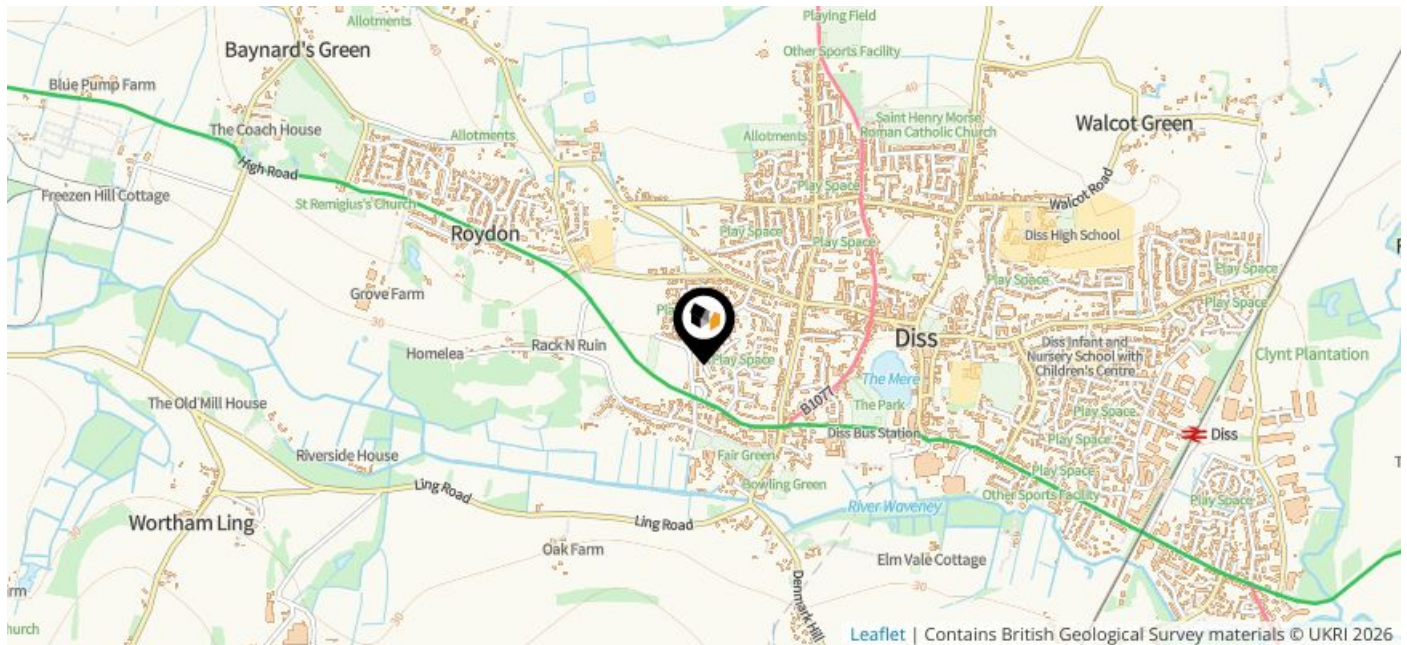 Playing Field
Allotments
Baynard's Green
Other Sports Facility
Blue Pump Farm
Saint Henry Morse
Roman Catholic Church
Walcot Green
The Coach House
Allotments
Allotments
High Road
Freezen Hill Cottage
Play Space
Walcot Road
St Remigius's Church
Roydon
Play Space
Play Space
Diss High School
Play Space
Play Space
Grove Farm
Play Space
Diss
Homelea
Rack N Ruin
Play Space
Diss Infant and
Nursery School with
Children's Centre
Clynt Plantation
The Mere
The Old Mill House
B1077
The Park
Play Space
Diss Bus Station
Diss
Play Space
Riverside House
Fair Green
Play Space
Bowling Green
Other Sports Facility
Play Space
Ling Road
River Waveney
Wortham Ling
Ling Road
Oak Farm
Elm Vale Cottage
Denmark Hill
Leaflet | Contains British Geological Survey materials © UKRI 2026